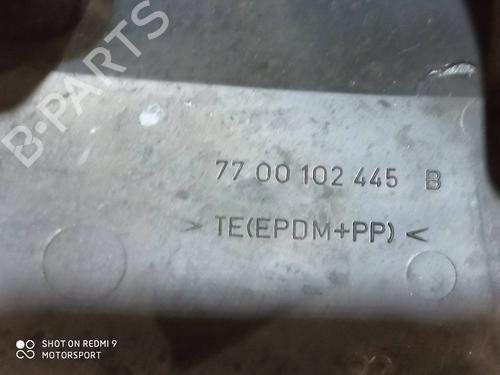 B-PARTS
77 00 102 445 B
> TE(EPDM+PP) <
SHOT ON REDMI 9
MOTORSPORT